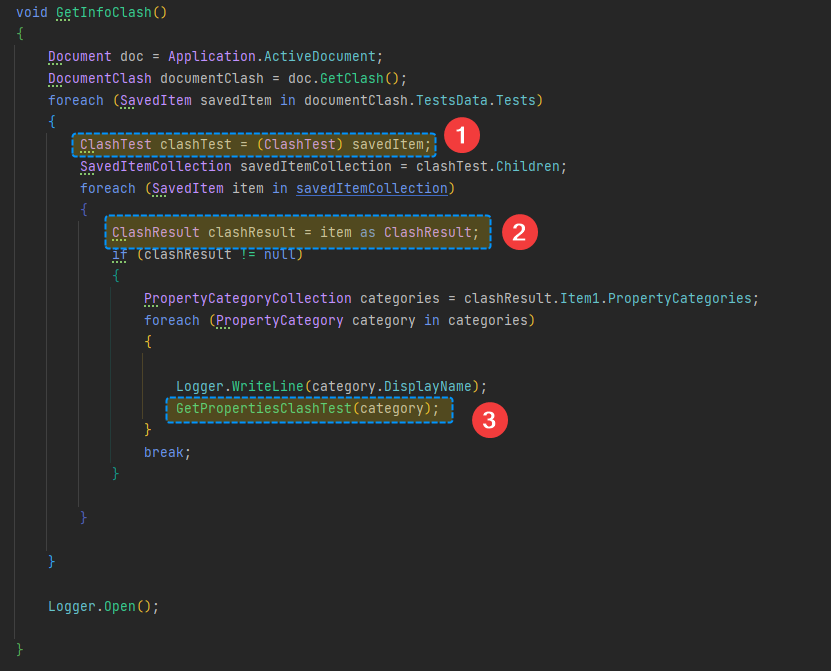 void GetInfoClash()
{
Document doc = Application.ActiveDocument;
DocumentClash documentClash = doc.GetClash();
foreach (SavedItem savedItem in documentClash.TestsData.Tests)
{
ClashTest clashTest = (ClashTest) savedItem; 1
SavedItemCollection savedItemCollection = clashTest.Children;
foreach (SavedItem item in savedItemCollection)
{
ClashResult clashResult = item as ClashResult; 2
if (clashResult != null)
{
PropertyCategoryCollection categories = clashResult.Item1.PropertyCategories;
foreach (PropertyCategory category in categories)
{
Logger.WriteLine(category.DisplayName);
GetPropertiesClashTest(category); 3
}
break;
}
}
}
Logger.Open();
}